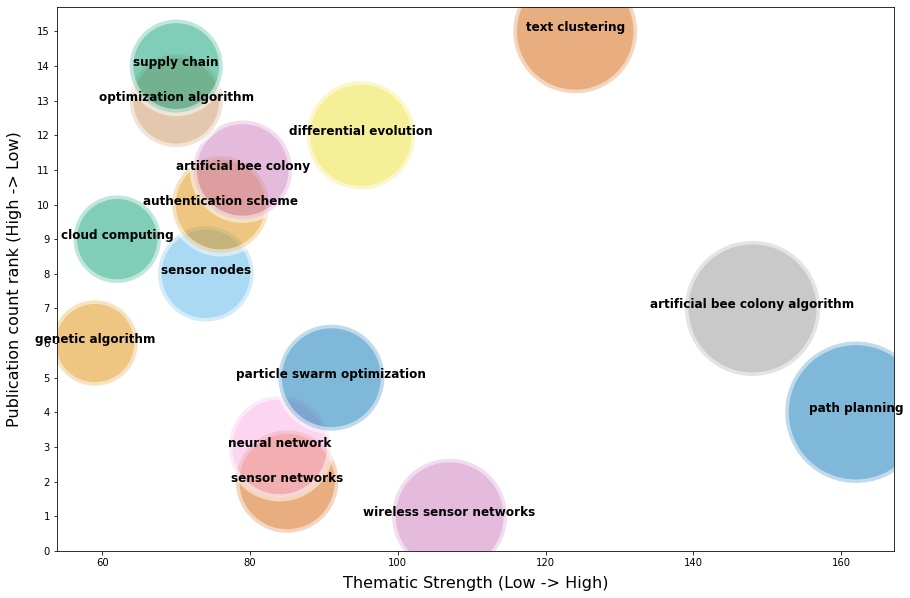 15
text clustering
supply chain
14
optimization algorithm
13
differential evolution
12
artificial bee colony
11
authentication scheme
10
cloud computing
9
sensor nodes
8
artificial bee colony algorithm
7
genetic algorithm
6
particle swarm optimization
5
path planning
4
neural network
3
sensor networks
2
wireless sensor networks
1
0
60 80 100 120 140 160
Publication count rank (High -> Low)
Thematic Strength (Low -> High)